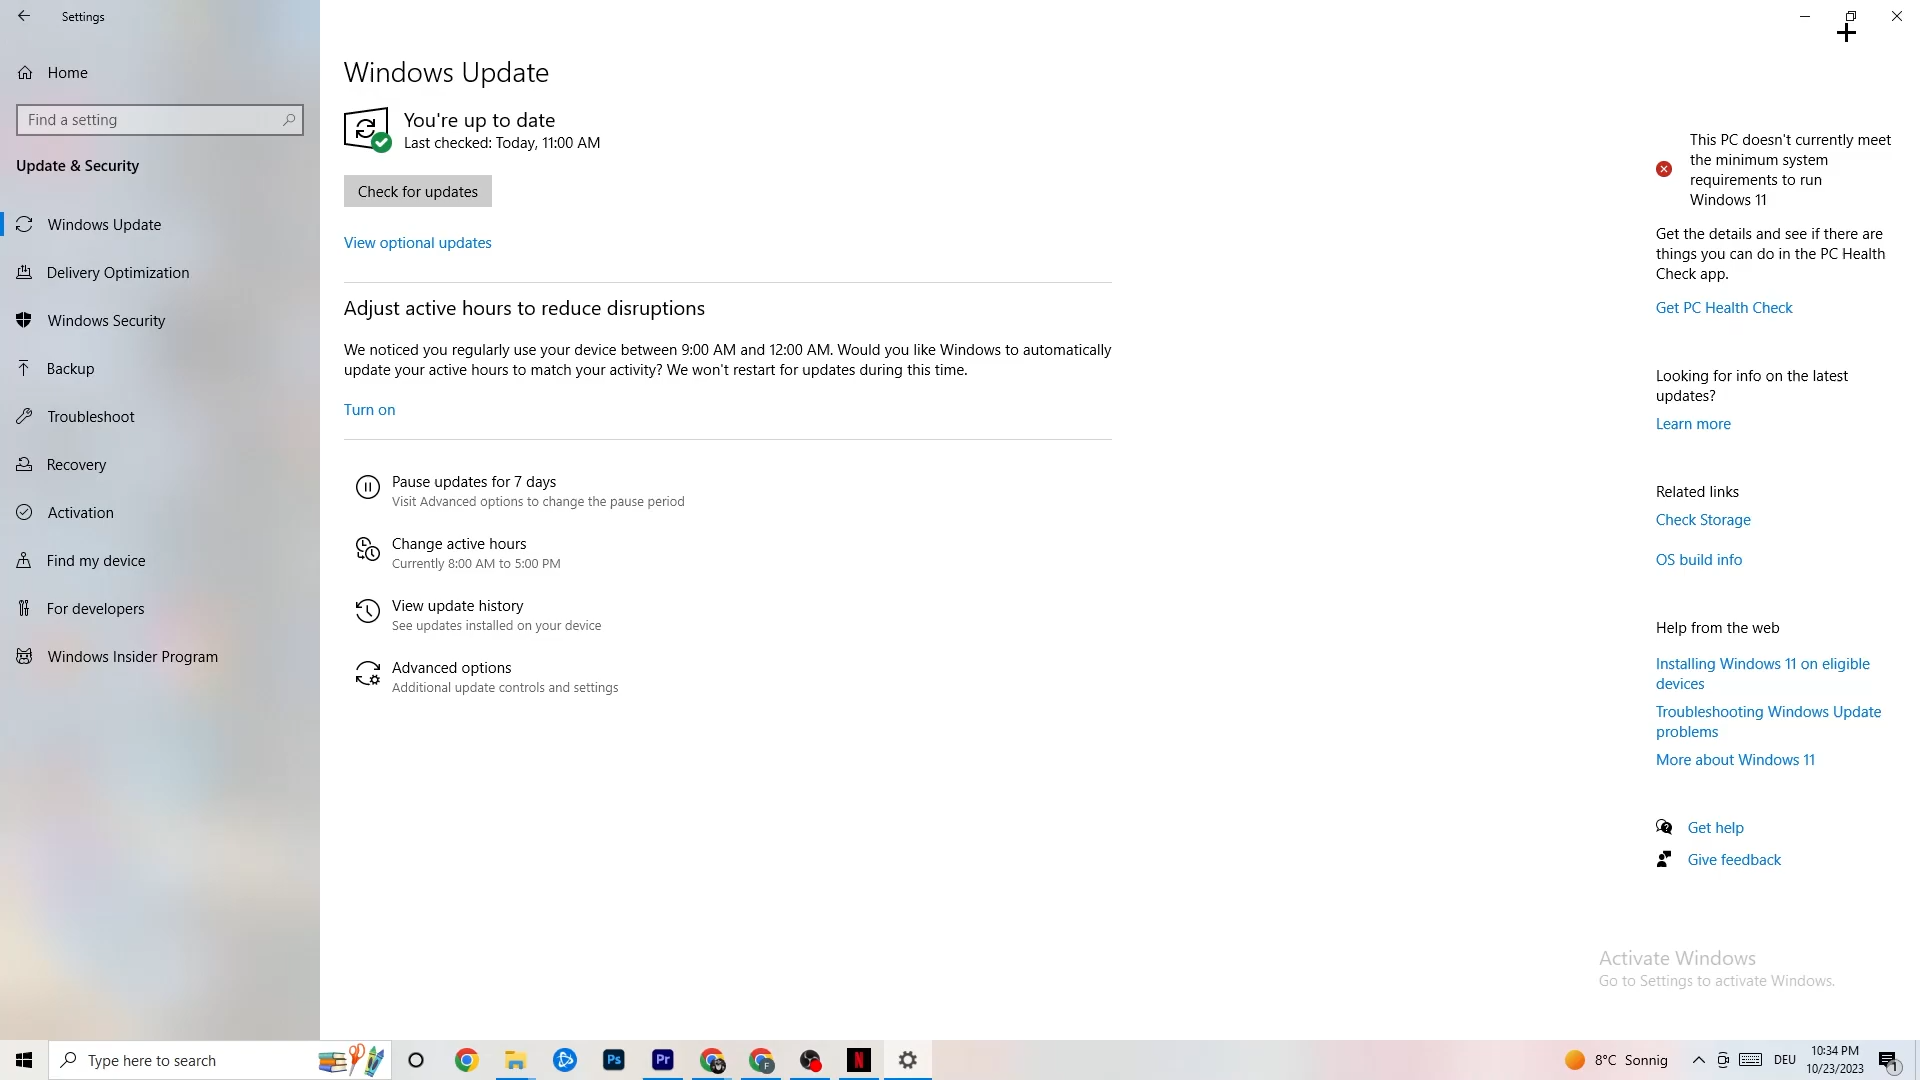 Settings
Home
Find a setting
Update & Security
Windows Update
Delivery Optimization
Windows Security
Backup
Troubleshoot
Recovery
Activation
Find my device
For developers
Windows Insider Program
Windows Update
You're up to date
Last checked: Today, 11:00 AM
Check for updates
View optional updates
Adjust active hours to reduce disruptions
We noticed you regularly use your device between 9:00 AM and 12:00 AM. Would you like Windows to automatically
update your active hours to match your activity? We won't restart for updates during this time.
Turn on
Pause updates for 7 days
Visit Advanced options to change the pause period
Change active hours
Currently 8:00 AM to 5:00 PM
View update history
See updates installed on your device
Advanced options
Additional update controls and settings
This PC doesn't currently meet
the minimum system
requirements to run
Windows 11
Get the details and see if there are
things you can do in the PC Health
Check app.
Get PC Health Check
Looking for info on the latest
updates?
Learn more
Related links
Check Storage
OS build info
Help from the web
Installing Windows 11 on eligible
devices
Troubleshooting Windows Update
problems
More about Windows 11
Get help
Give feedback
Activate Windows
Go to Settings to activate Windows.
Type here to search
Ps
Pr
F
N
8°C Sonnig
DEU
10:34 PM
10/23/2023
1